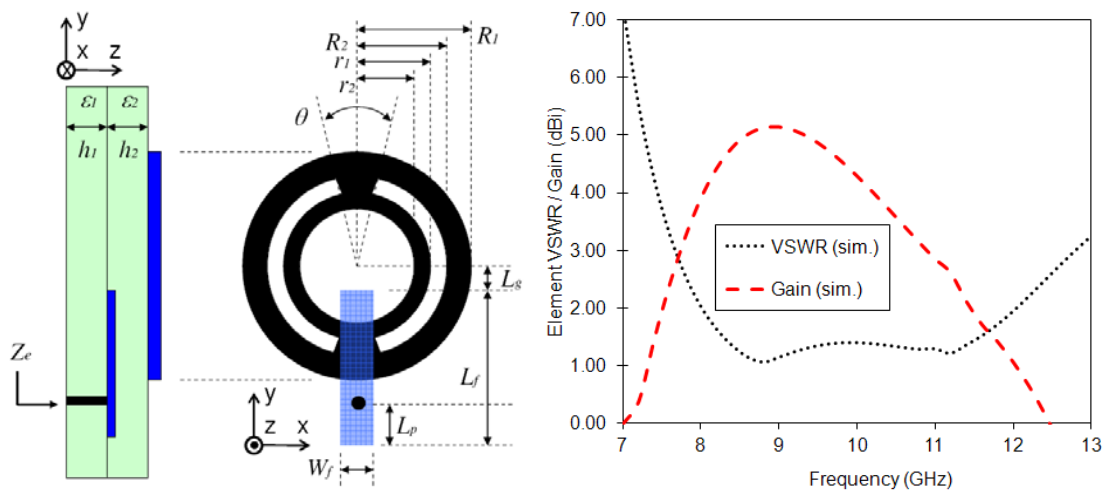 y
x
z
ε1
ε2
h1
h2
Ze
R1
R2
r1
r2
θ
Lg
Lf
Lp
Wf
y
z
x
7.00
6.00
5.00
4.00
3.00
2.00
1.00
0.00
Element VSWR / Gain (dBi)
VSWR (sim.)
Gain (sim.)
7
8
9
10
11
12
13
Frequency (GHz)